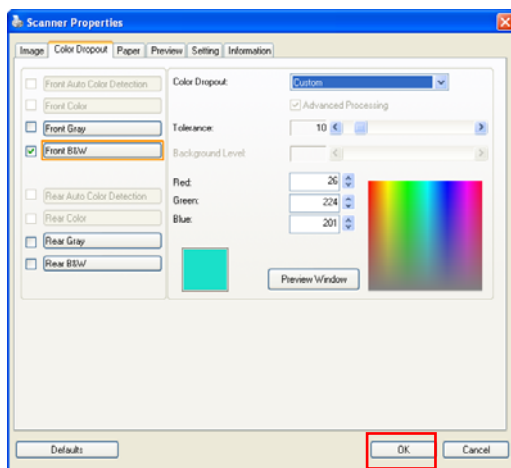 Scanner Properties
Image Color Dropout Paper Preview Setting Information
Front Auto Color Detection
Front Color
Front Gray
Front B&W
Rear Auto Color Detection
Rear Color
Rear Gray
Rear B&W
Color Dropout: Custom
Advanced Processing
Tolerance: 10
Background Level:
Red: 26
Green: 224
Blue: 201
Preview Window
Defaults OK Cancel